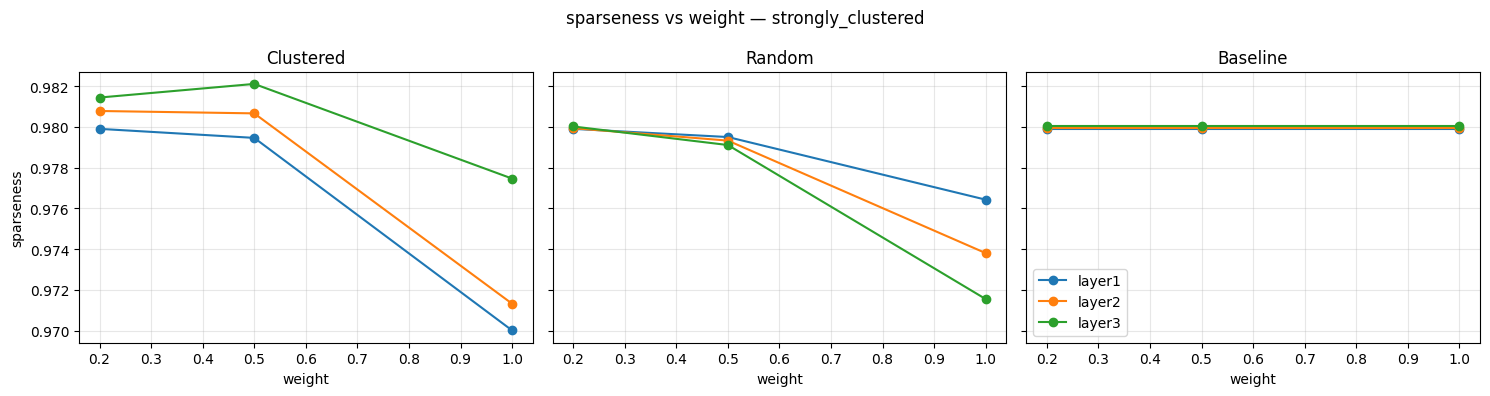 sparseness vs weight — strongly_clustered
Clustered
Random
Baseline
sparseness
0.982
0.980
0.978
0.976
0.974
0.972
0.970
0.2 0.3 0.4 0.5 0.6 0.7 0.8 0.9 1.0
weight
0.2 0.3 0.4 0.5 0.6 0.7 0.8 0.9 1.0
weight
layer1
layer2
layer3
0.2 0.3 0.4 0.5 0.6 0.7 0.8 0.9 1.0
weight